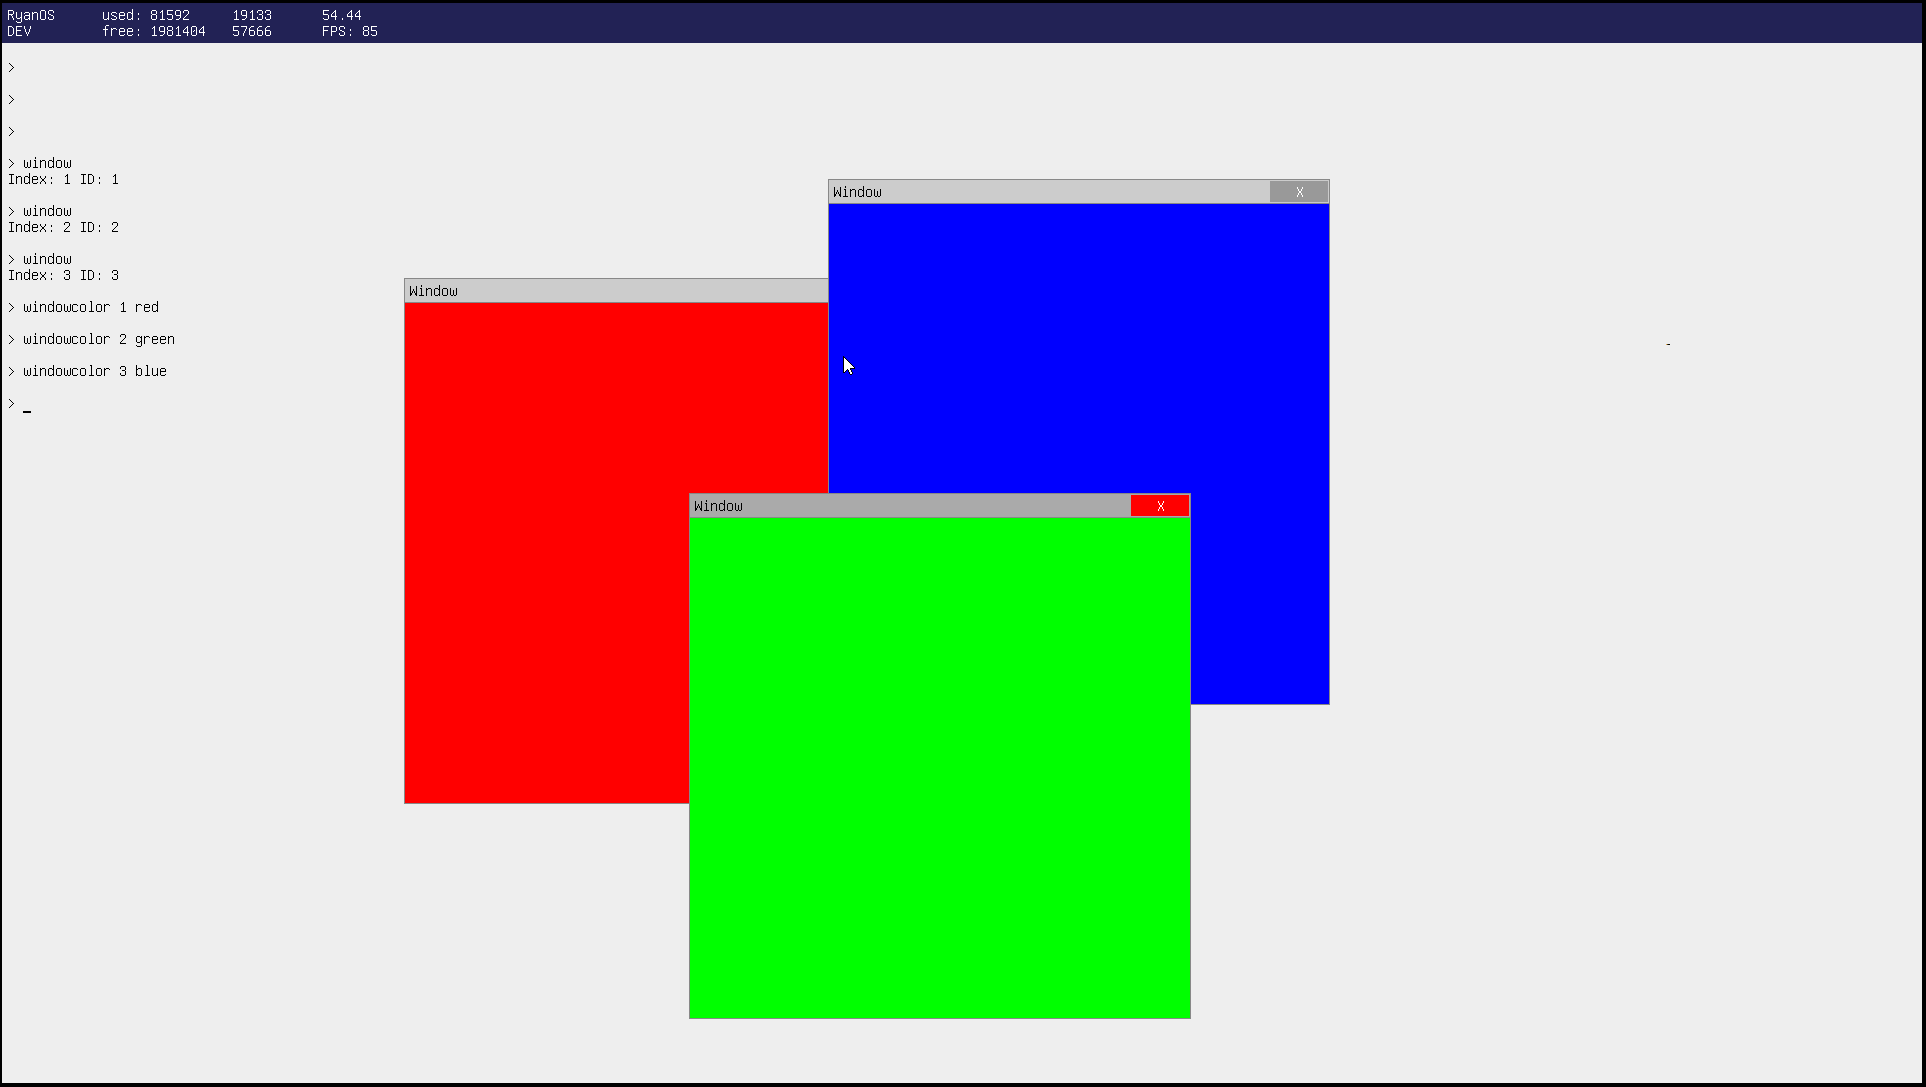 RyanOS used: 81592 19133 54.44
DEV free: 1981404 57666 FPS: 85
>
>
>
> window
Index: 1 ID: 1
> window
Index: 2 ID: 2
> window
Index: 3 ID: 3
> windowcolor 1 red
> windowcolor 2 green
> windowcolor 3 blue
> _
Window X
Window
Window X